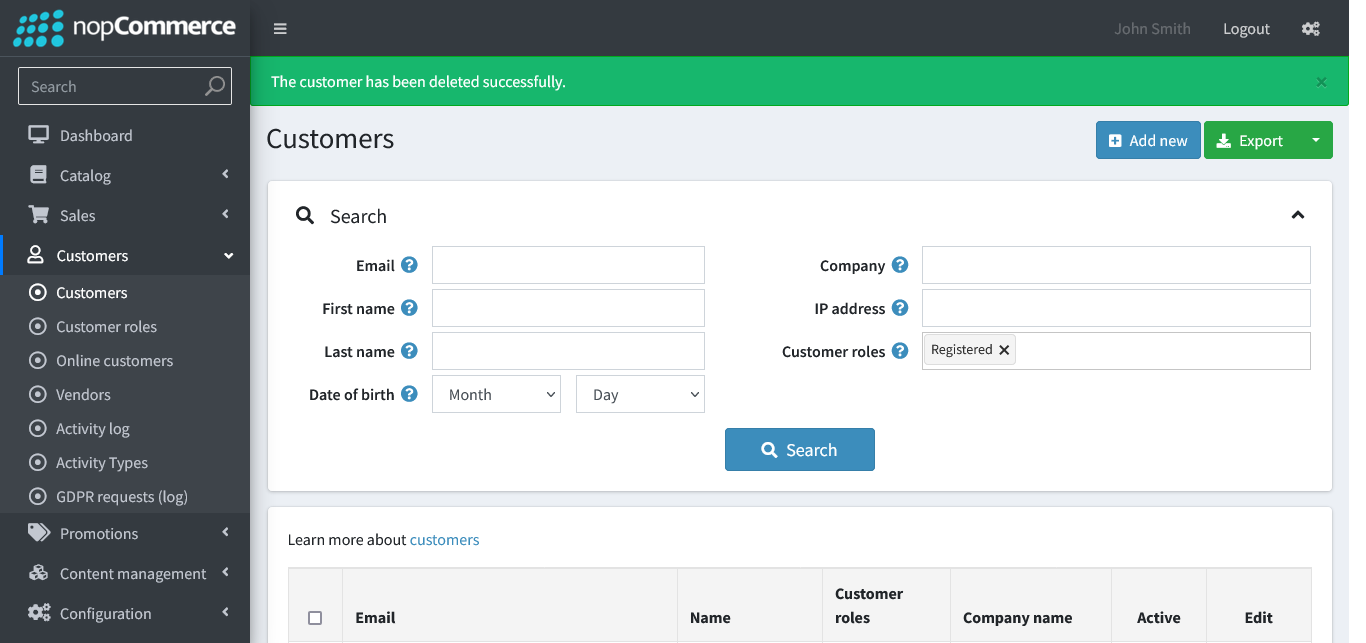 nopCommerce
John Smith
Logout
Search
The customer has been deleted successfully.
×
Dashboard
Catalog
Sales
Customers
Customers
Customer roles
Online customers
Vendors
Activity log
Activity Types
GDPR requests (log)
Promotions
Content management
Configuration
Customers
Add new
Export
Search
Email
Company
First name
IP address
Last name
Customer roles
Registered
Date of birth
Month
Day
Search
Learn more about customers
Email
Name
Customer
roles
Company name
Active
Edit